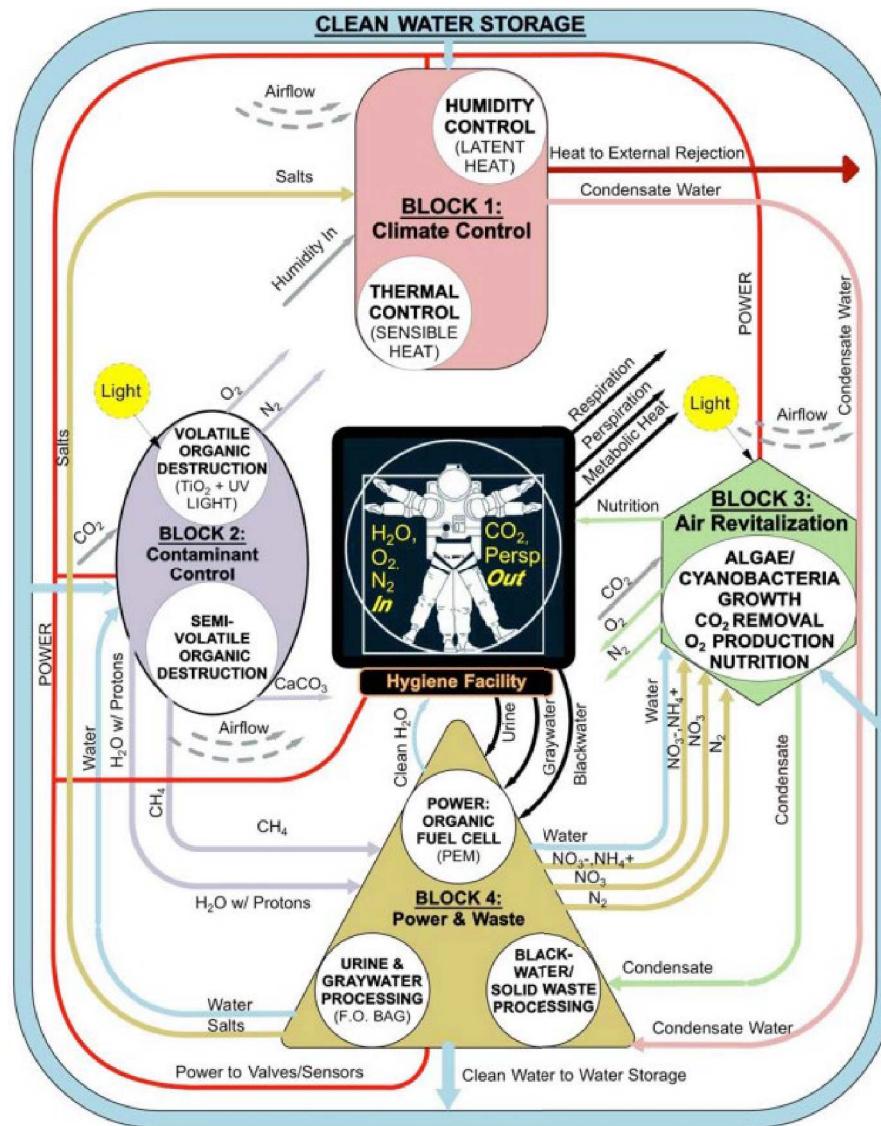 CLEAN WATER STORAGE
Airflow
HUMIDITY
CONTROL
(LATENT
HEAT)
Heat to External Rejection
Salts
Condensate Water
BLOCK 1:
Climate Control
Humidity In
THERMAL
CONTROL
(SENSIBLE
HEAT)
POWER
Condensate Water
O₂
N₂
Light
Respiration
Perspiration
Metabolic Heat
Light
Airflow
Salts
VOLATILE
ORGANIC
DESTRUCTION
(TiO₂ + UV
LIGHT)
BLOCK 2:
Contaminant
Control
CO₂
SEMI-
VOLATILE
ORGANIC
DESTRUCTION
H₂O,
O₂,
N₂
In
CO₂,
Persp
Out
Nutrition
BLOCK 3:
Air Revitalization
ALGAE/
CYANOBACTERIA
GROWTH
CO₂ REMOVAL
O₂ PRODUCTION
NUTRITION
CO₂
O₂
N₂
POWER
CaCO₃
Hygiene Facility
Airflow
Water
H₂O w/ Protons
CH₄
Clean H₂O
Urine
Graywater
Blackwater
Water
NO₃-,NH₄+
NO₃
N₂
Condensate
CH₄
H₂O w/ Protons
POWER:
ORGANIC
FUEL CELL
(PEM)
Water
NO₃-,NH₄+
NO₃
N₂
BLOCK 4:
Power & Waste
URINE &
GRAYWATER
PROCESSING
(F.O. BAG)
BLACK-
WATER/
SOLID WASTE
PROCESSING
Condensate
Water
Salts
Condensate Water
Power to Valves/Sensors
Clean Water to Water Storage